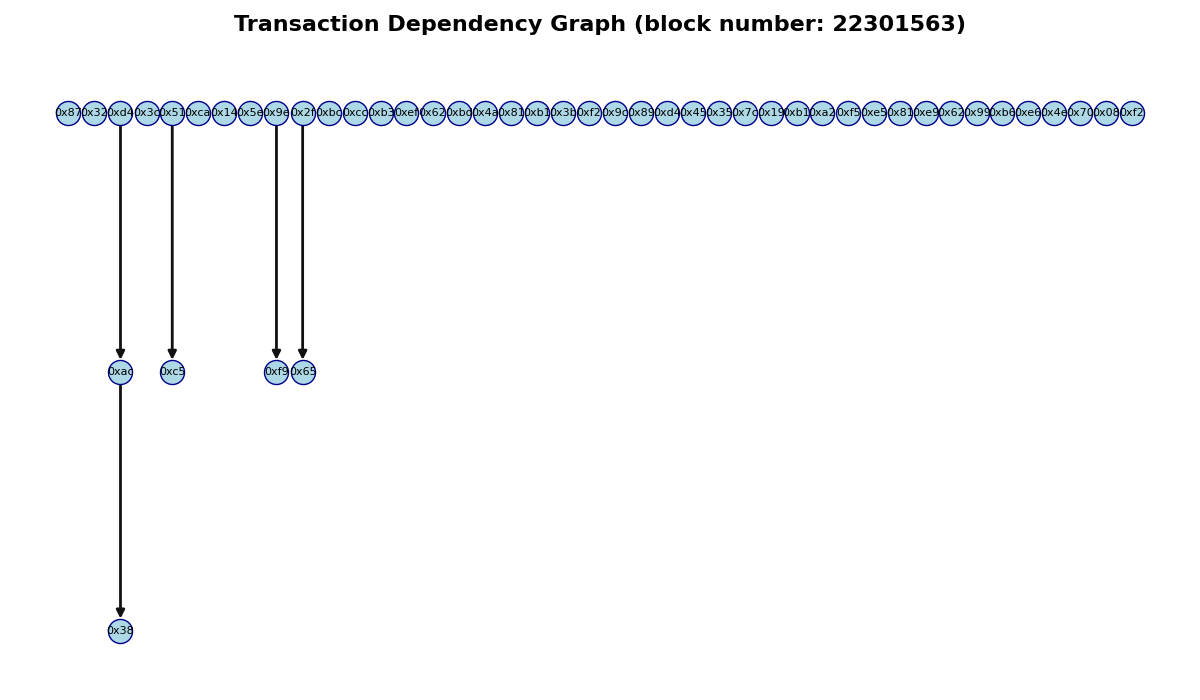 Transaction Dependency Graph (block number: 22301563)
0x87 0x32 0xd4 0x3c 0x51 0xca 0x14 0x5e 0x9e 0x2f 0xbc 0xcc 0xb3 0xef 0x62 0xbd 0x4a 0x81 0xb1 0x3b 0xf2 0x9c 0x89 0xd4 0x45 0x35 0x7c 0x19 0xb1 0xa2 0xf5 0xe5 0x81 0xe9 0x62 0x99 0xb6 0xe6 0x4e 0x70 0x08 0xf2
0xac 0xc5 0xf9 0x65
0x38